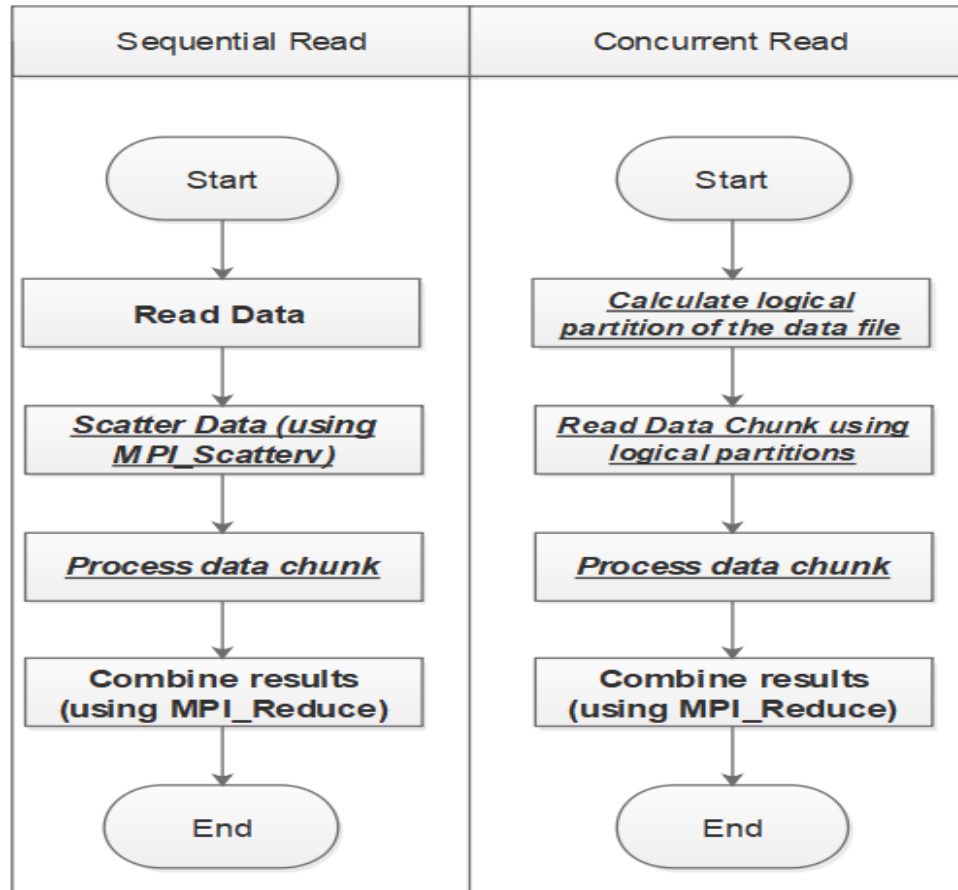 Sequential Read
Concurrent Read
Start
Read Data
Scatter Data (using
MPI_Scatterv)
Process data chunk
Combine results
(using MPI_Reduce)
End
Start
Calculate logical
partition of the data file
Read Data Chunk using
logical partitions
Process data chunk
Combine results
(using MPI_Reduce)
End